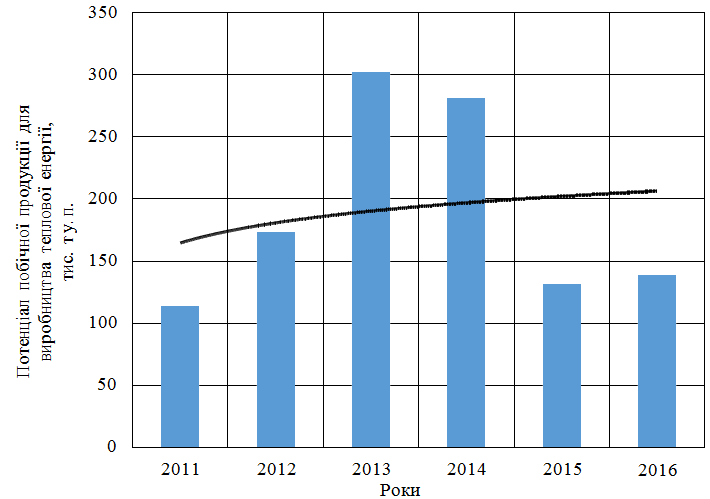 Потенціал побічної продукції для
виробництва теплової енергії,
тис. т у. п.
350
300
250
200
150
100
50
0
2011 2012 2013 2014 2015 2016
Роки